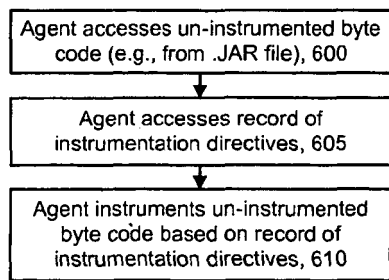 Agent accesses un-instrumented byte
code (e.g., from .JAR file), 600
Agent accesses record of
instrumentation directives, 605
Agent instruments un-instrumented
byte code based on record of
instrumentation directives, 610